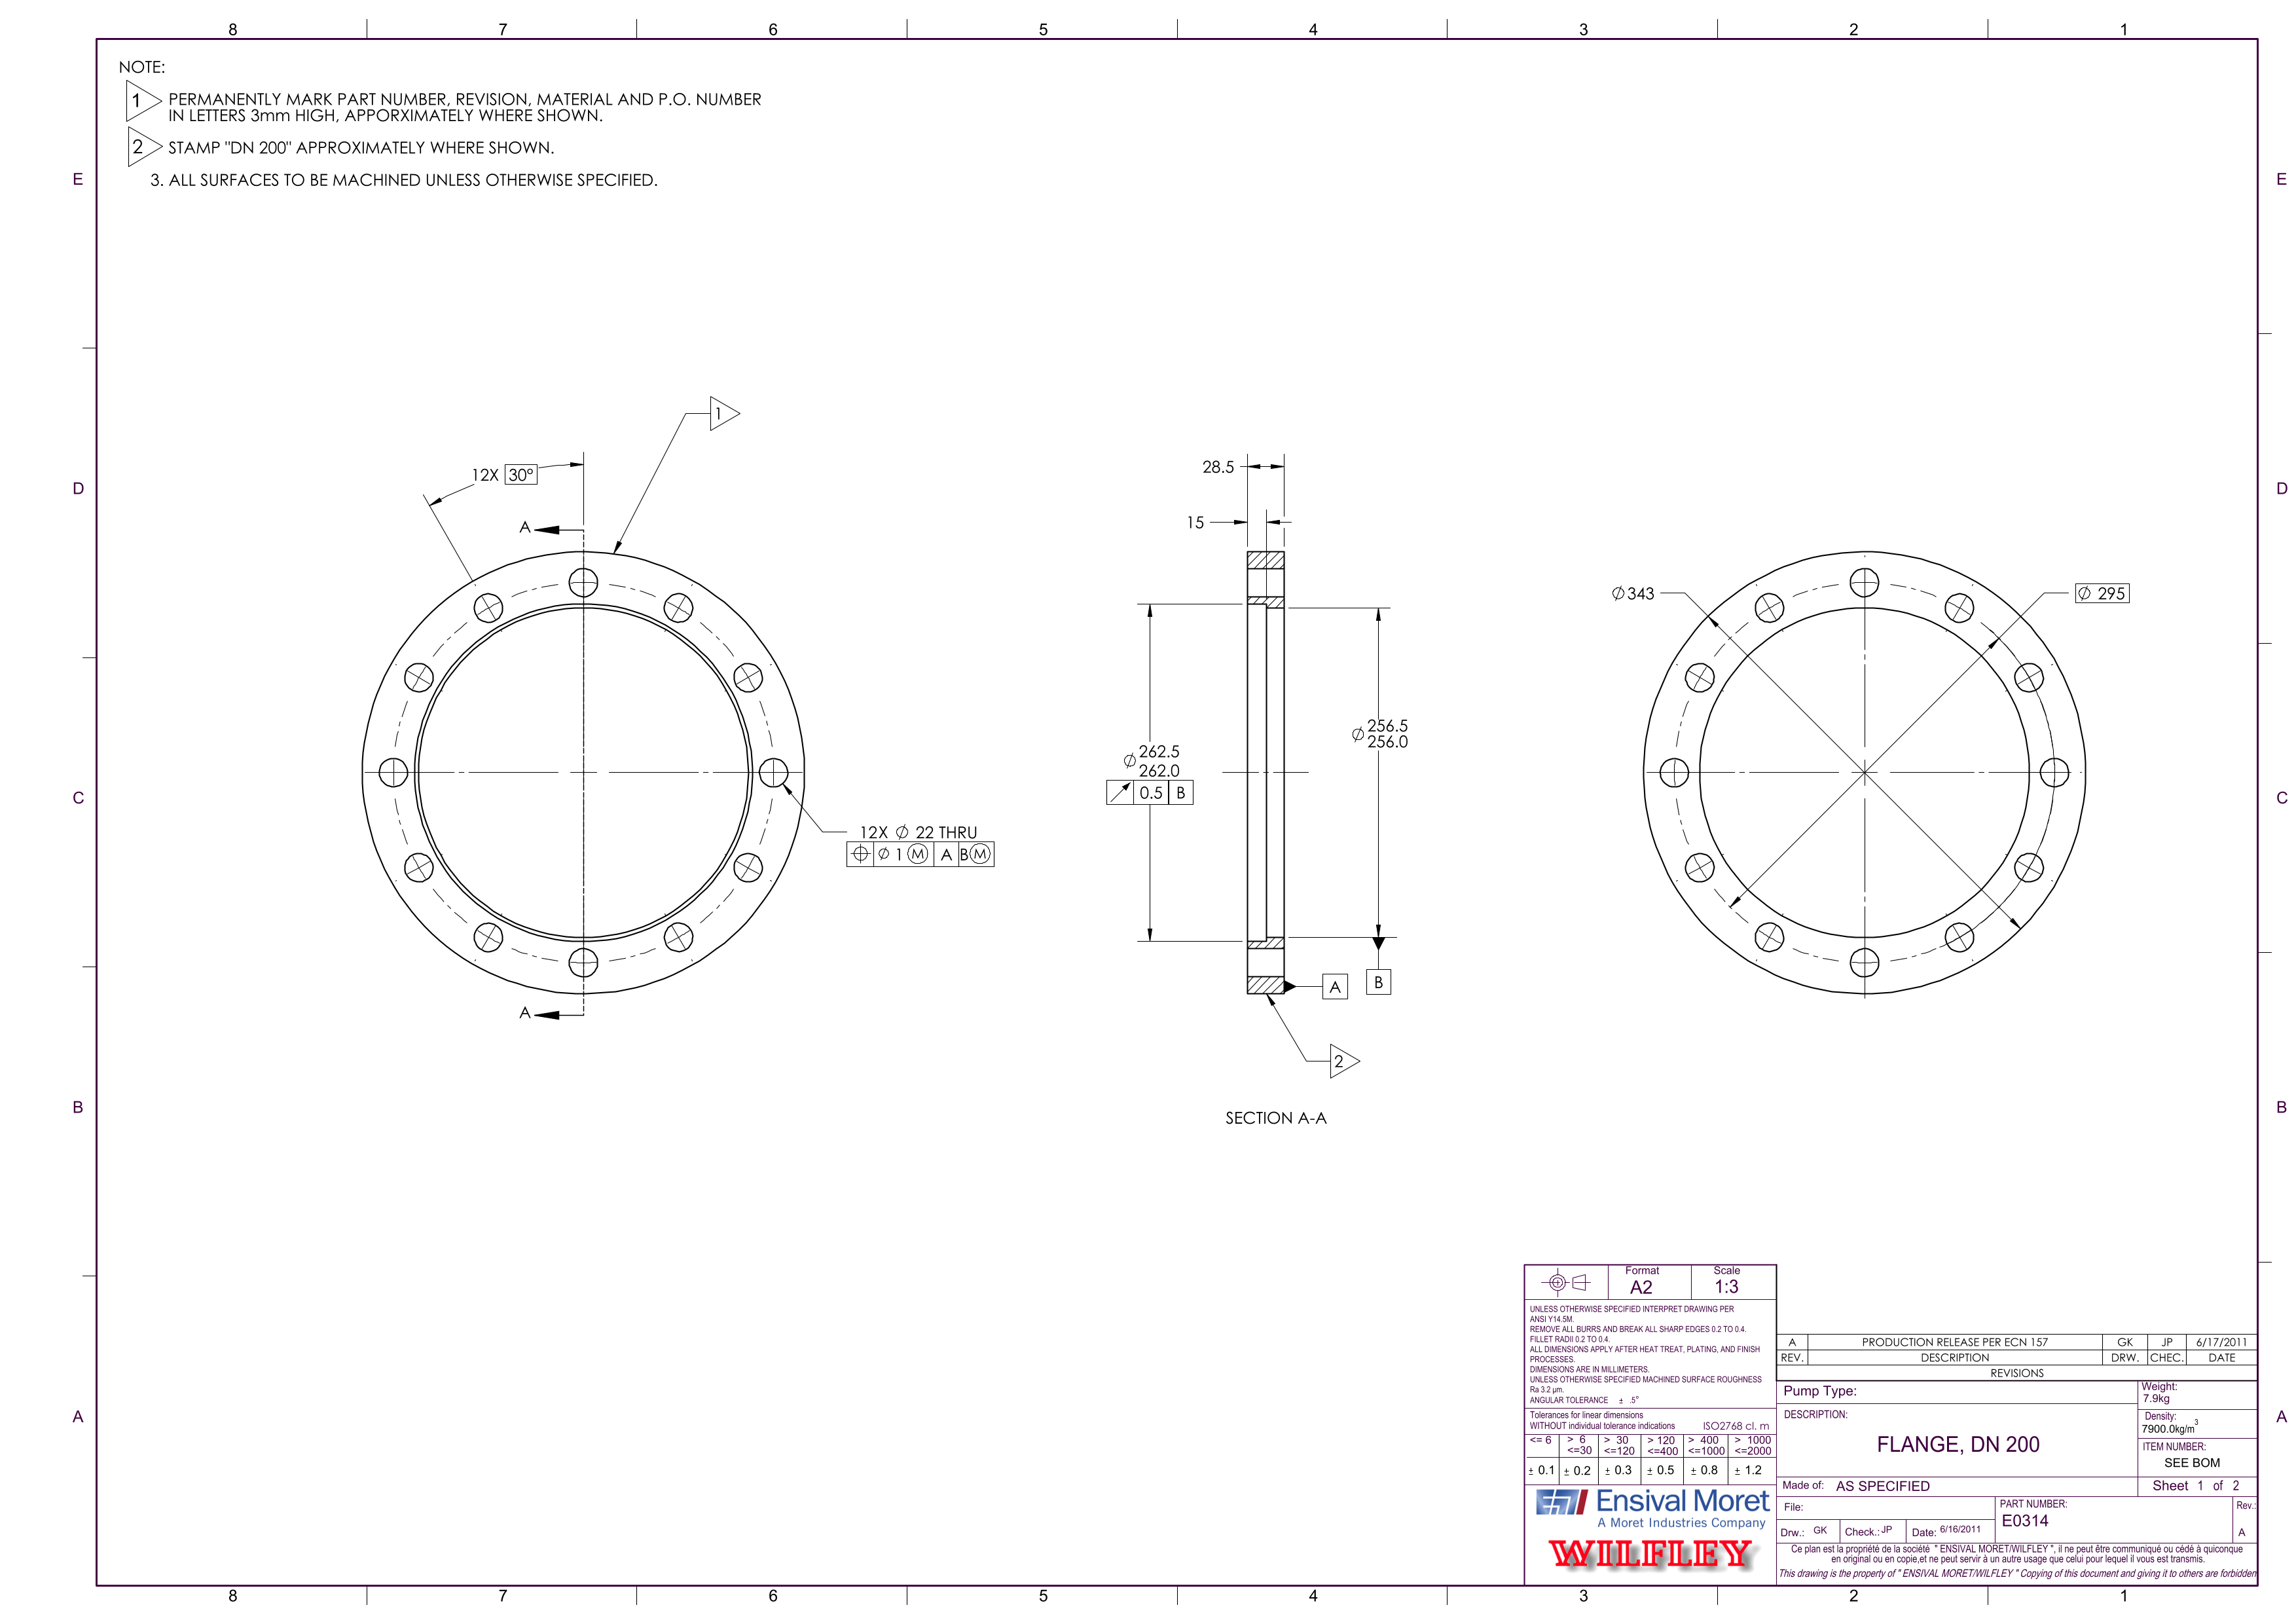 8 7 6 5 4 3 2 1
NOTE:
1 PERMANENTLY MARK PART NUMBER, REVISION, MATERIAL AND P.O. NUMBER
IN LETTERS 3mm HIGH, APPORXIMATELY WHERE SHOWN.
2 STAMP "DN 200" APPROXIMATELY WHERE SHOWN.
3. ALL SURFACES TO BE MACHINED UNLESS OTHERWISE SPECIFIED.
E E
D D
C C
B B
A A
1
12X 30°
A
A
12X Ø 22 THRU
⌖ Ø 1 Ⓜ A B Ⓜ
28.5
15
Ø 262.5
262.0
↗ 0.5 B
Ø 256.5
256.0
A
B
2
SECTION A-A
Ø 343
Ø 295
Format
A2
Scale
1:3
UNLESS OTHERWISE SPECIFIED INTERPRET DRAWING PER
ANSI Y14.5M.
REMOVE ALL BURRS AND BREAK ALL SHARP EDGES 0.2 TO 0.4.
FILLET RADII 0.2 TO 0.4.
ALL DIMENSIONS APPLY AFTER HEAT TREAT, PLATING, AND FINISH
PROCESSES.
DIMENSIONS ARE IN MILLIMETERS.
UNLESS OTHERWISE SPECIFIED MACHINED SURFACE ROUGHNESS
Ra 3.2 µm.
ANGULAR TOLERANCE ± .5°
Tolerances for linear dimensions
WITHOUT individual tolerance indications ISO2768 cl. m
<= 6 > 6 > 30 > 120 > 400 > 1000
<=30 <=120 <=400 <=1000 <=2000
± 0.1 ± 0.2 ± 0.3 ± 0.5 ± 0.8 ± 1.2
Ensival Moret
A Moret Industries Company
WILFLEY
A PRODUCTION RELEASE PER ECN 157 GK JP 6/17/2011
REV. DESCRIPTION DRW. CHEC. DATE
REVISIONS
Pump Type:
Weight:
7.9kg
DESCRIPTION:
FLANGE, DN 200
Density:
7900.0kg/m3
ITEM NUMBER:
SEE BOM
Made of: AS SPECIFIED
Sheet 1 of 2
File:
PART NUMBER:
E0314
Rev.:
A
Drw.: GK Check.: JP Date: 6/16/2011
Ce plan est la propriété de la société " ENSIVAL MORET/WILFLEY ", il ne peut être communiqué ou cédé à quiconque
en original ou en copie,et ne peut servir à un autre usage que celui pour lequel il vous est transmis.
This drawing is the property of " ENSIVAL MORET/WILFLEY " Copying of this document and giving it to others are forbidden
8 7 6 5 4 3 2 1